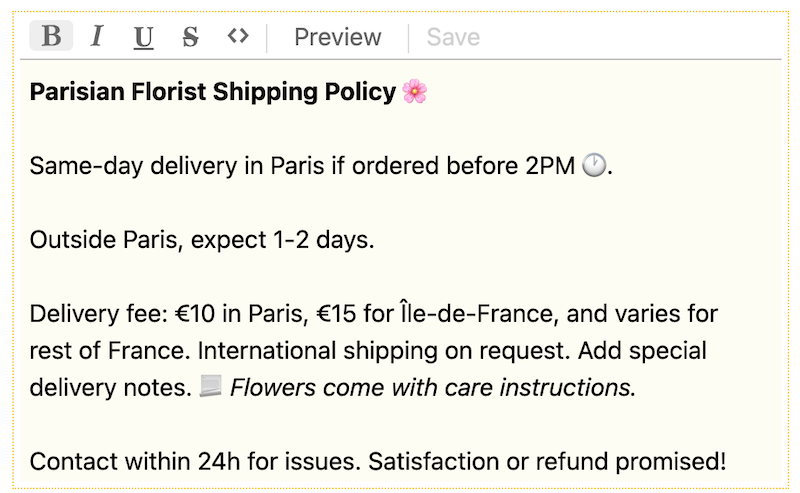 B I U S <> Preview Save
Parisian Florist Shipping Policy 🌸
Same-day delivery in Paris if ordered before 2PM 🕐.
Outside Paris, expect 1-2 days.
Delivery fee: €10 in Paris, €15 for Île-de-France, and varies for
rest of France. International shipping on request. Add special
delivery notes. 📃 Flowers come with care instructions.
Contact within 24h for issues. Satisfaction or refund promised!